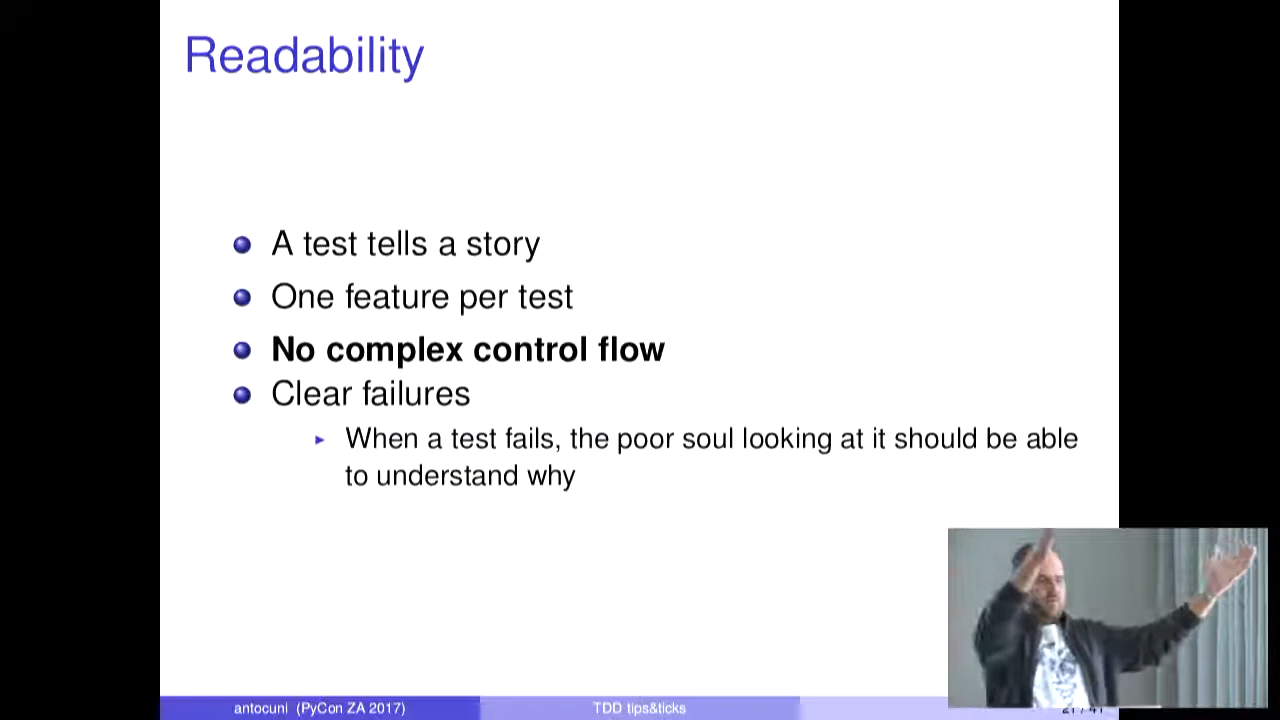 Readability
A test tells a story
One feature per test
No complex control flow
Clear failures
When a test fails, the poor soul looking at it should be able
to understand why
antocuni (PyCon ZA 2017)
TDD tips&ticks